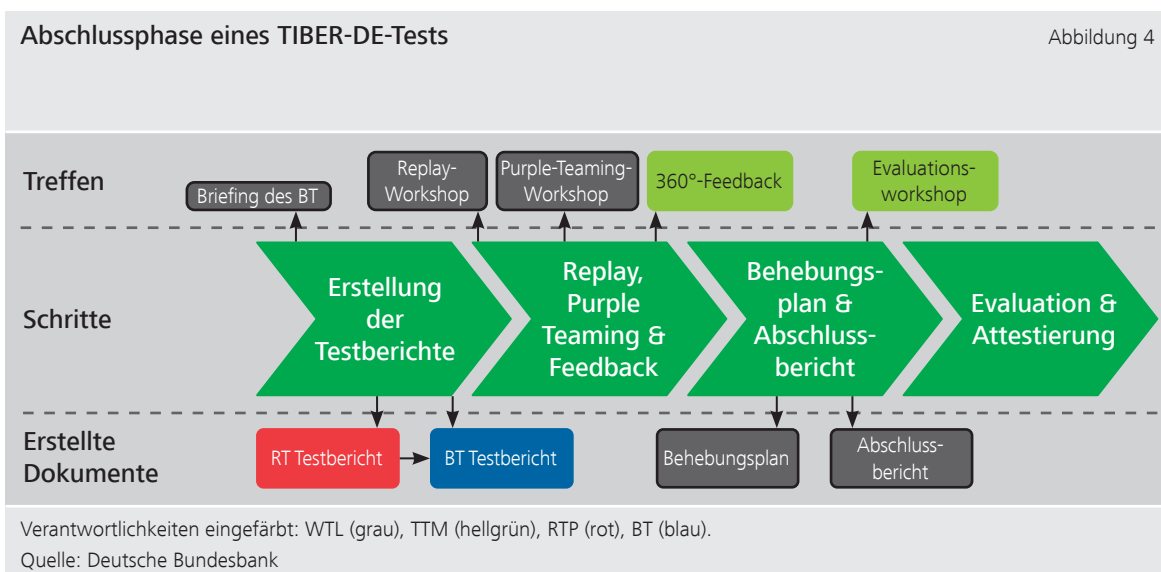 Abschlussphase eines TIBER-DE-Tests
Abbildung 4
Treffen
Briefing des BT
Replay-
Workshop
Purple-Teaming-
Workshop
360°-Feedback
Evaluations-
workshop
Schritte
Erstellung
der
Testberichte
Replay,
Purple
Teaming &
Feedback
Behebungs-
plan &
Abschluss-
bericht
Evaluation &
Attestierung
Erstellte
Dokumente
RT Testbericht
BT Testbericht
Behebungsplan
Abschluss-
bericht
Verantwortlichkeiten eingefärbt: WTL (grau), TTM (hellgrün), RTP (rot), BT (blau).
Quelle: Deutsche Bundesbank